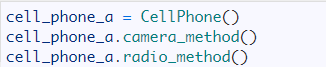 cell_phone_a = CellPhone()
cell_phone_a.camera_method()
cell_phone_a.radio_method()